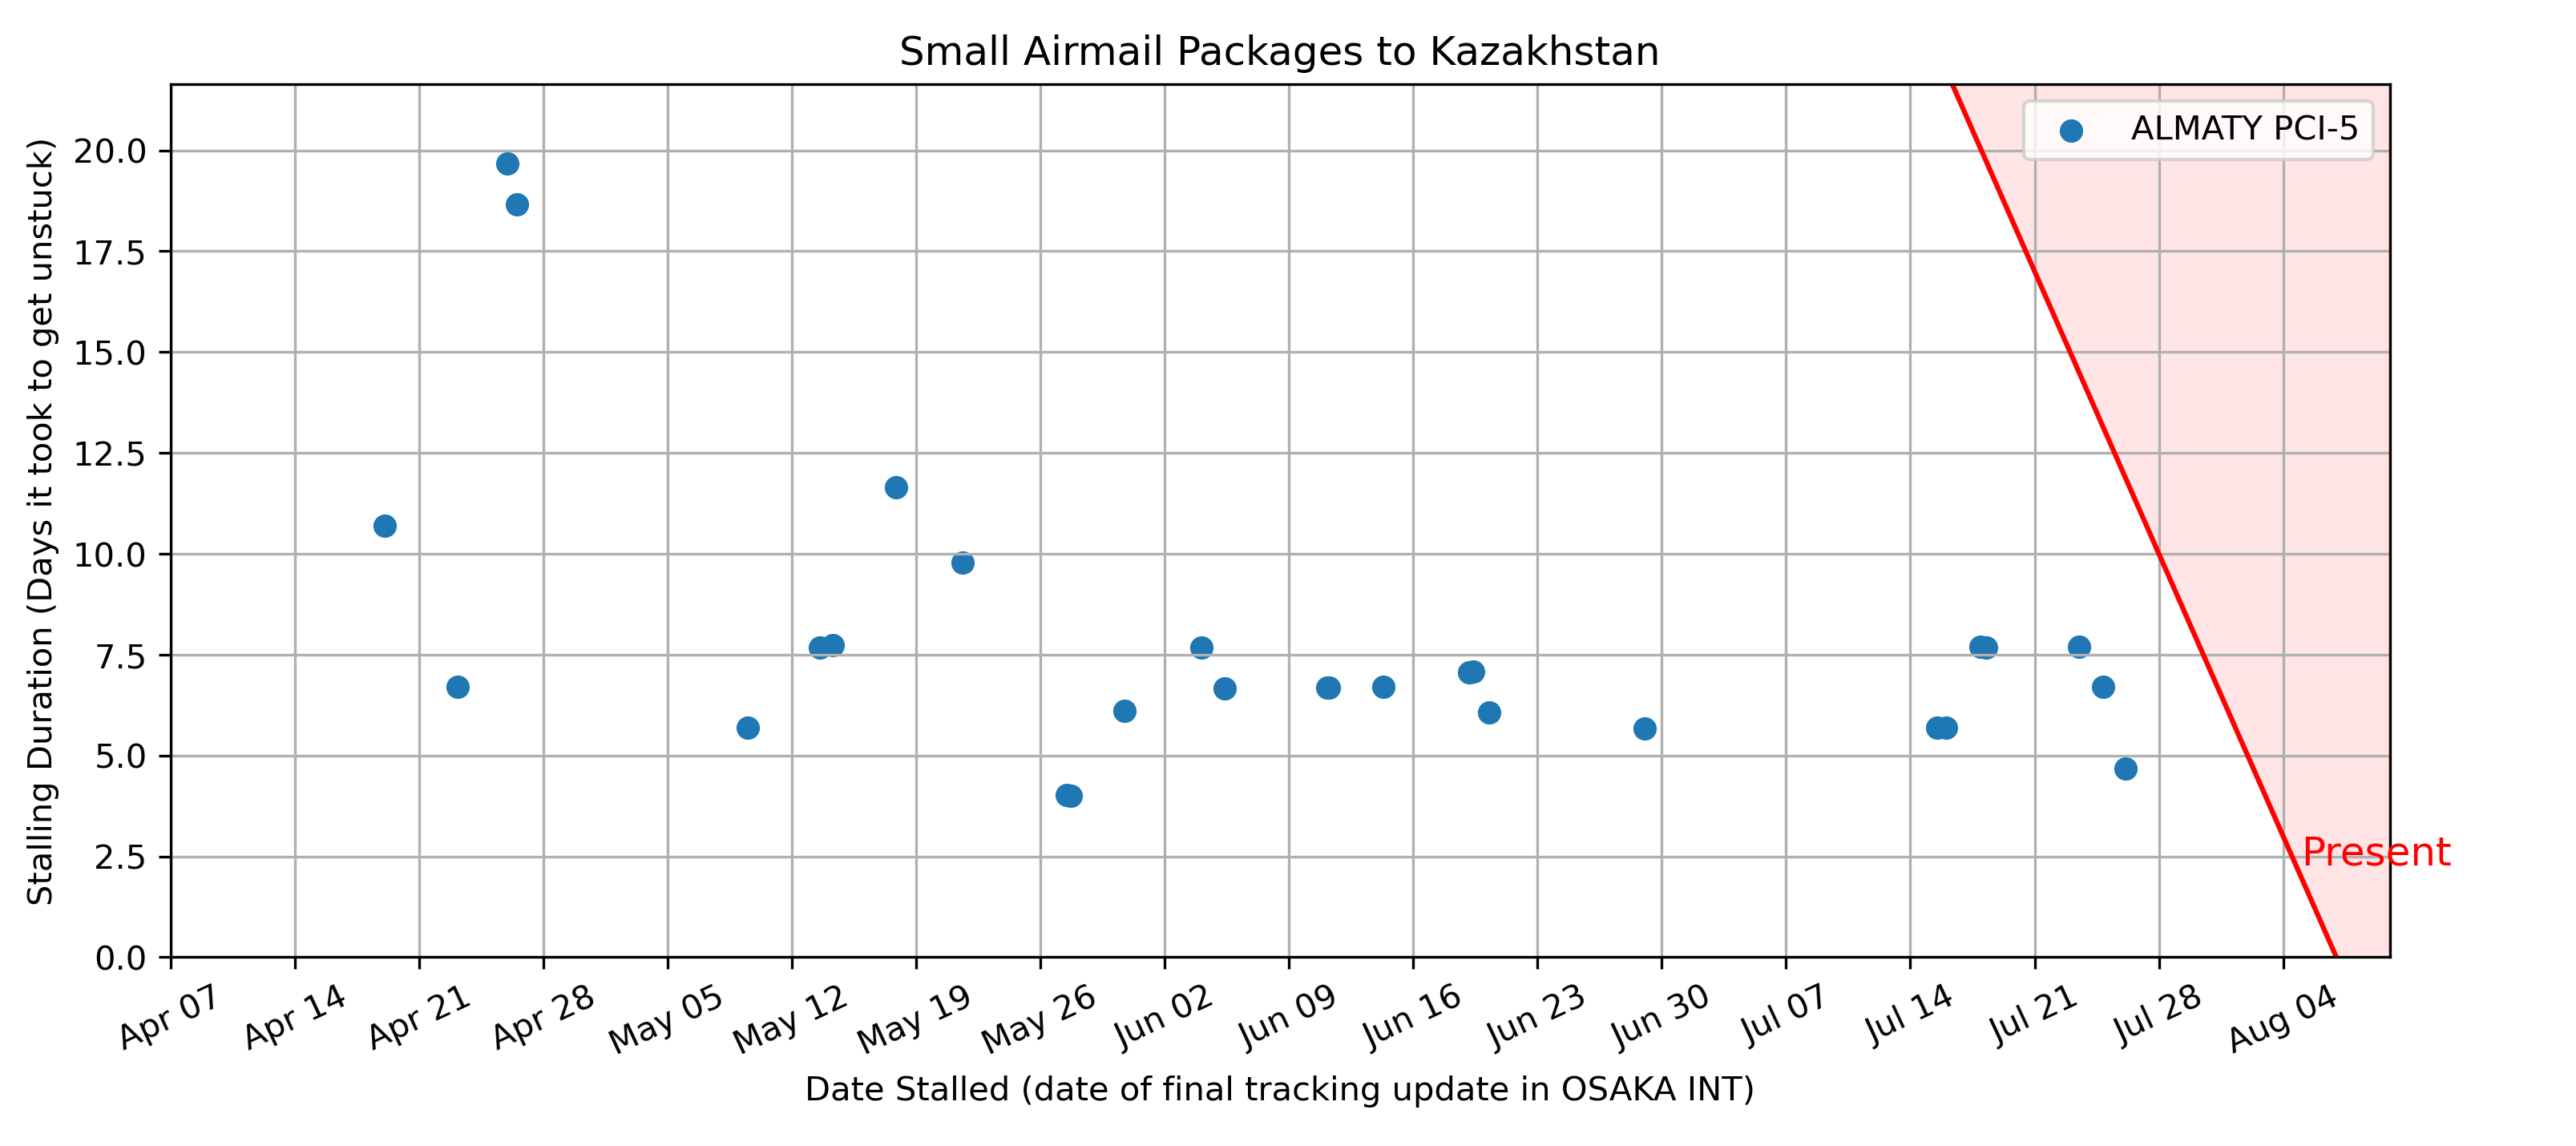 Small Airmail Packages to Kazakhstan
ALMATY PCI-5
Stalling Duration (Days it took to get unstuck)
20.0
17.5
15.0
12.5
10.0
7.5
5.0
2.5
0.0
Present
Apr 07
Apr 14
Apr 21
Apr 28
May 05
May 12
May 19
May 26
Jun 02
Jun 09
Jun 16
Jun 23
Jun 30
Jul 07
Jul 14
Jul 21
Jul 28
Aug 04
Date Stalled (date of final tracking update in OSAKA INT)